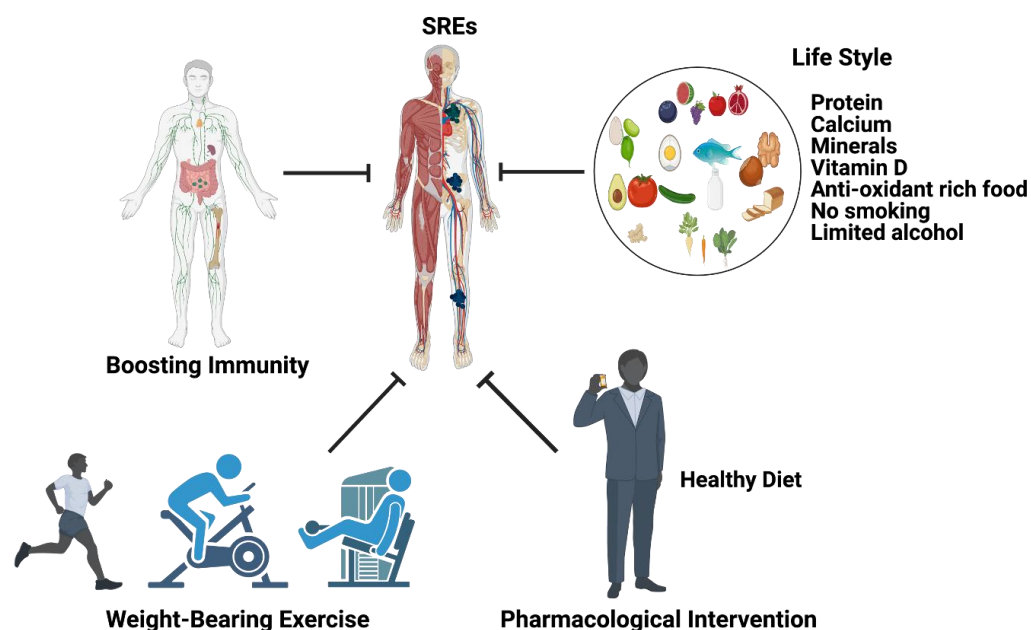 SREs
Life Style
Protein
Calcium
Minerals
Vitamin D
Anti-oxidant rich food
No smoking
Limited alcohol
Boosting Immunity
Healthy Diet
Weight-Bearing Exercise
Pharmacological Intervention